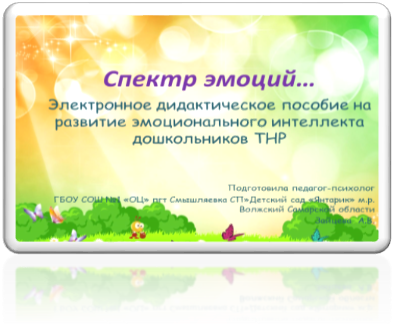 Спектр эмоций...
Электронное дидактическое пособие на
развитие эмоционального интеллекта
дошкольников ТНР
Подготовила педагог-психолог
ГБОУ СОШ №1 «ОЦ» пгт Смышляевка СП»Детский сад «Янтарик» м.р.
Волжский Самарской области
А.В.